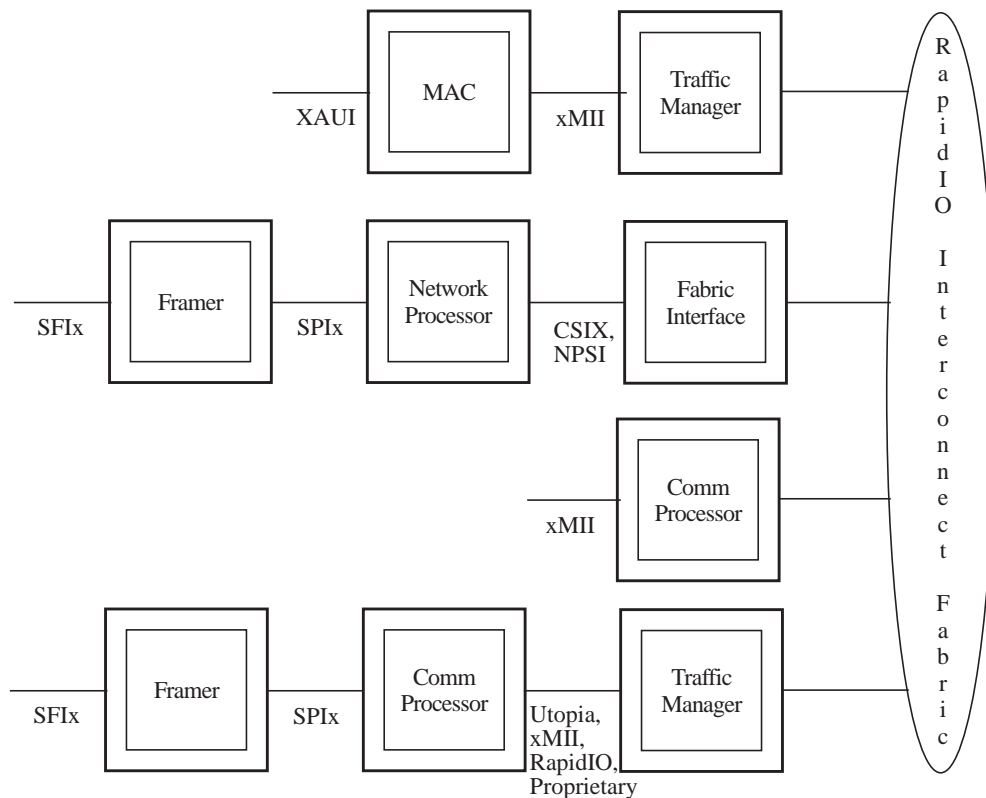 MAC
Traffic
Manager
XAUI
xMII
Framer
Network
Processor
Fabric
Interface
SFIx
SPIx
CSIX,
NPSI
Comm
Processor
xMII
Framer
Comm
Processor
Traffic
Manager
SFIx
SPIx
Utopia,
xMII,
RapidIO,
Proprietary
RapidIO Interconnect Fabric